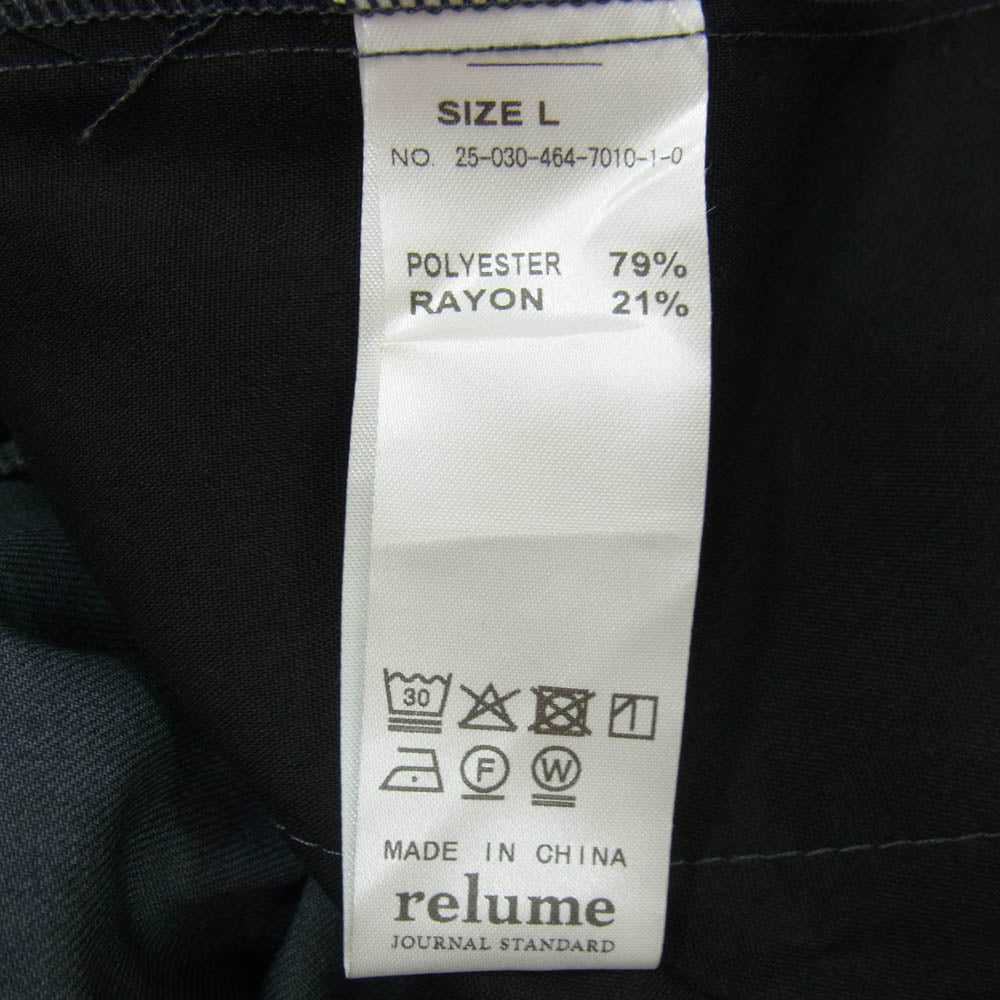 SIZE L
NO. 25-030-464-7010-1-0
POLYESTER 79%
RAYON 21%
30
F W
MADE IN CHINA
relume
JOURNAL STANDARD